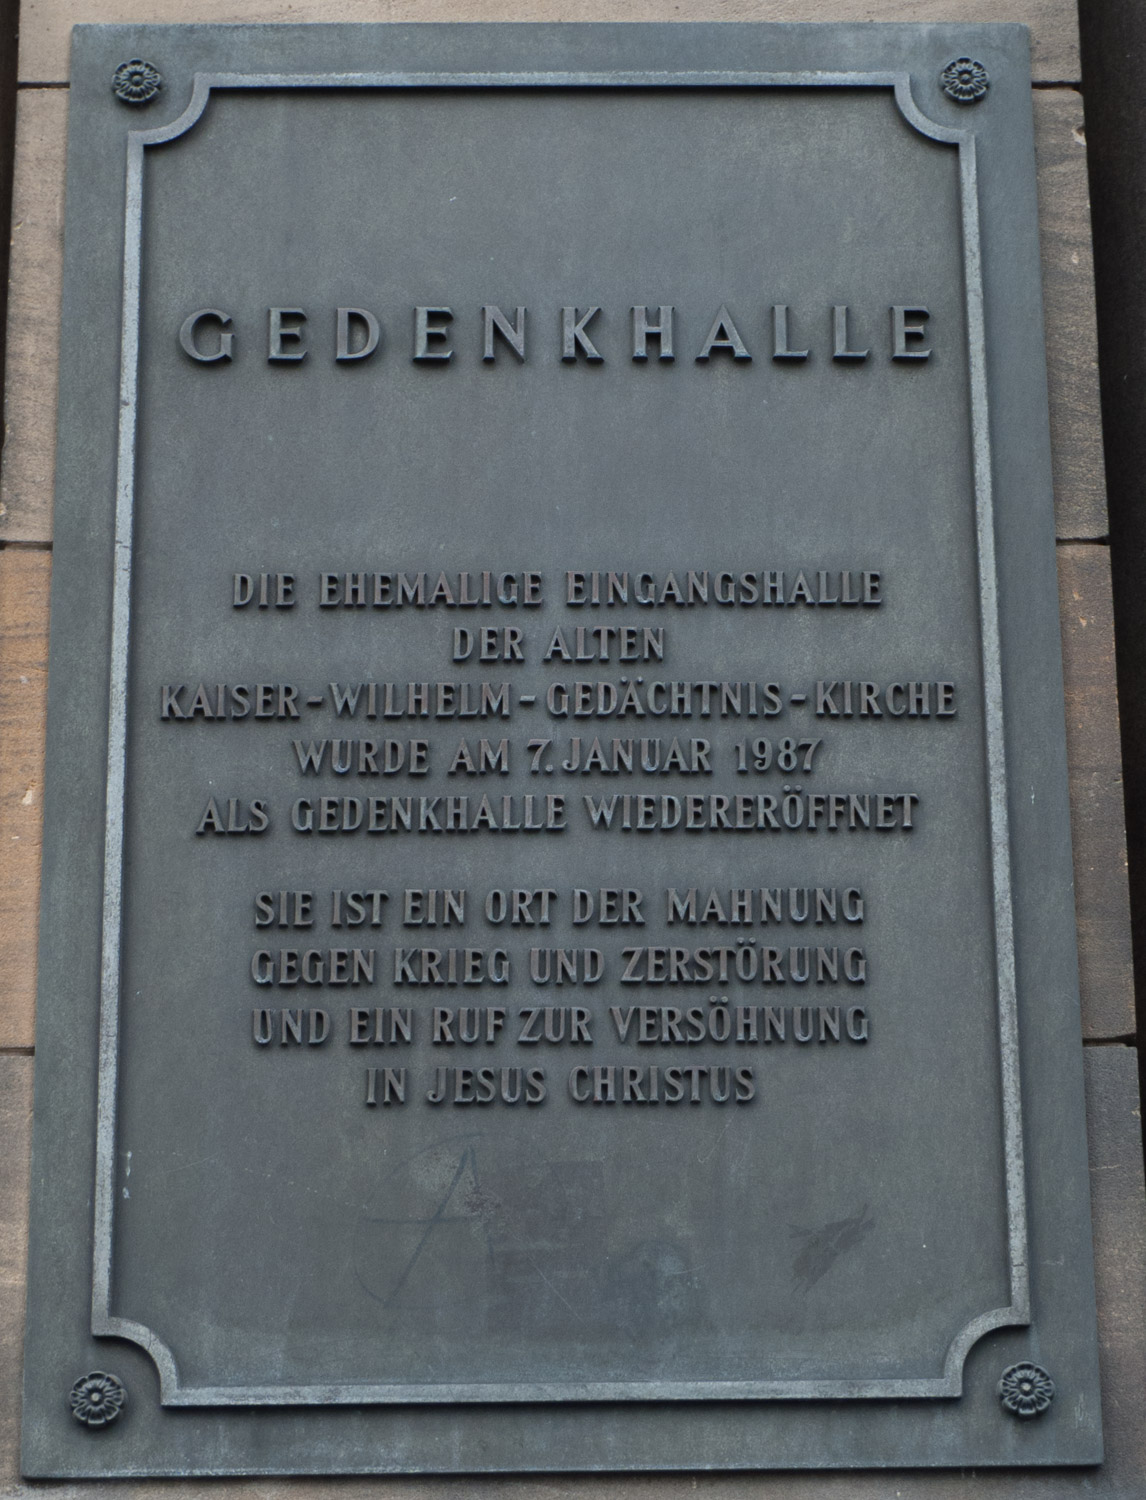 GEDENKHALLE
DIE EHEMALIGE EINGANGSHALLE
DER ALTEN
KAISER-WILHELM-GEDÄCHTNIS-KIRCHE
WURDE AM 7. JANUAR 1987
ALS GEDENKHALLE WIEDERERÖFFNET
SIE IST EIN ORT DER MAHNUNG
GEGEN KRIEG UND ZERSTÖRUNG
UND EIN RUF ZUR VERSÖHNUNG
IN JESUS CHRISTUS